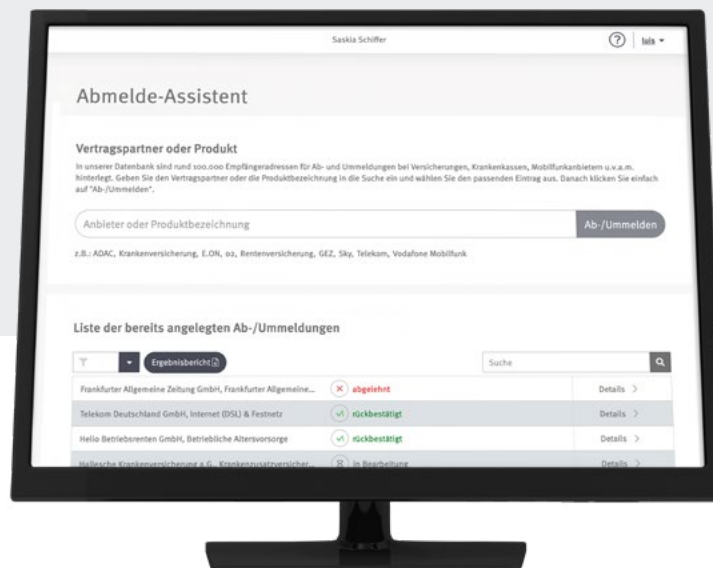 Saskia Schiffer
? luis
Abmelde-Assistent
Vertragspartner oder Produkt
In unserer Datenbank sind rund 100.000 Empfängeradressen für Ab- und Ummeldungen bei Versicherungen, Krankenkassen, Mobilfunkanbietern u.v.a.m.
hinterlegt. Geben Sie den Vertragspartner oder die Produktbezeichnung in die Suche ein und wählen Sie den passenden Eintrag aus. Danach klicken Sie einfach
auf "Ab-/Ummelden".
Anbieter oder Produktbezeichnung Ab-/Ummelden
z.B.: ADAC, Krankenversicherung, E.ON, o2, Rentenversicherung, GEZ, Sky, Telekom, Vodafone Mobilfunk
Liste der bereits angelegten Ab-/Ummeldungen
Ergebnisbericht Suche
Frankfurter Allgemeine Zeitung GmbH, Frankfurter Allgemeine... abgelehnt Details
Telekom Deutschland GmbH, Internet (DSL) & Festnetz rückbestätigt Details
Helio Betriebsrenten GmbH, Betriebliche Altersvorsorge rückbestätigt Details
Hallesche Krankenversicherung a.G., Krankenzusatzversicher... in Bearbeitung Details